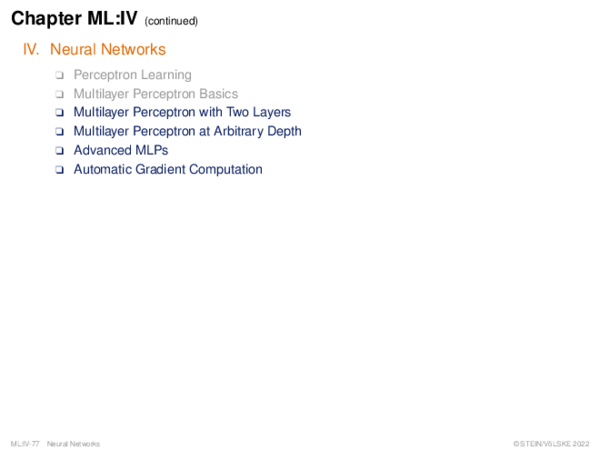 Chapter ML:IV (continued)
IV. Neural Networks
❑ Perceptron Learning
❑ Multilayer Perceptron Basics
❑ Multilayer Perceptron with Two Layers
❑ Multilayer Perceptron at Arbitrary Depth
❑ Advanced MLPs
❑ Automatic Gradient Computation
ML:IV-77 Neural Networks © STEIN/VÖLSKE 2022